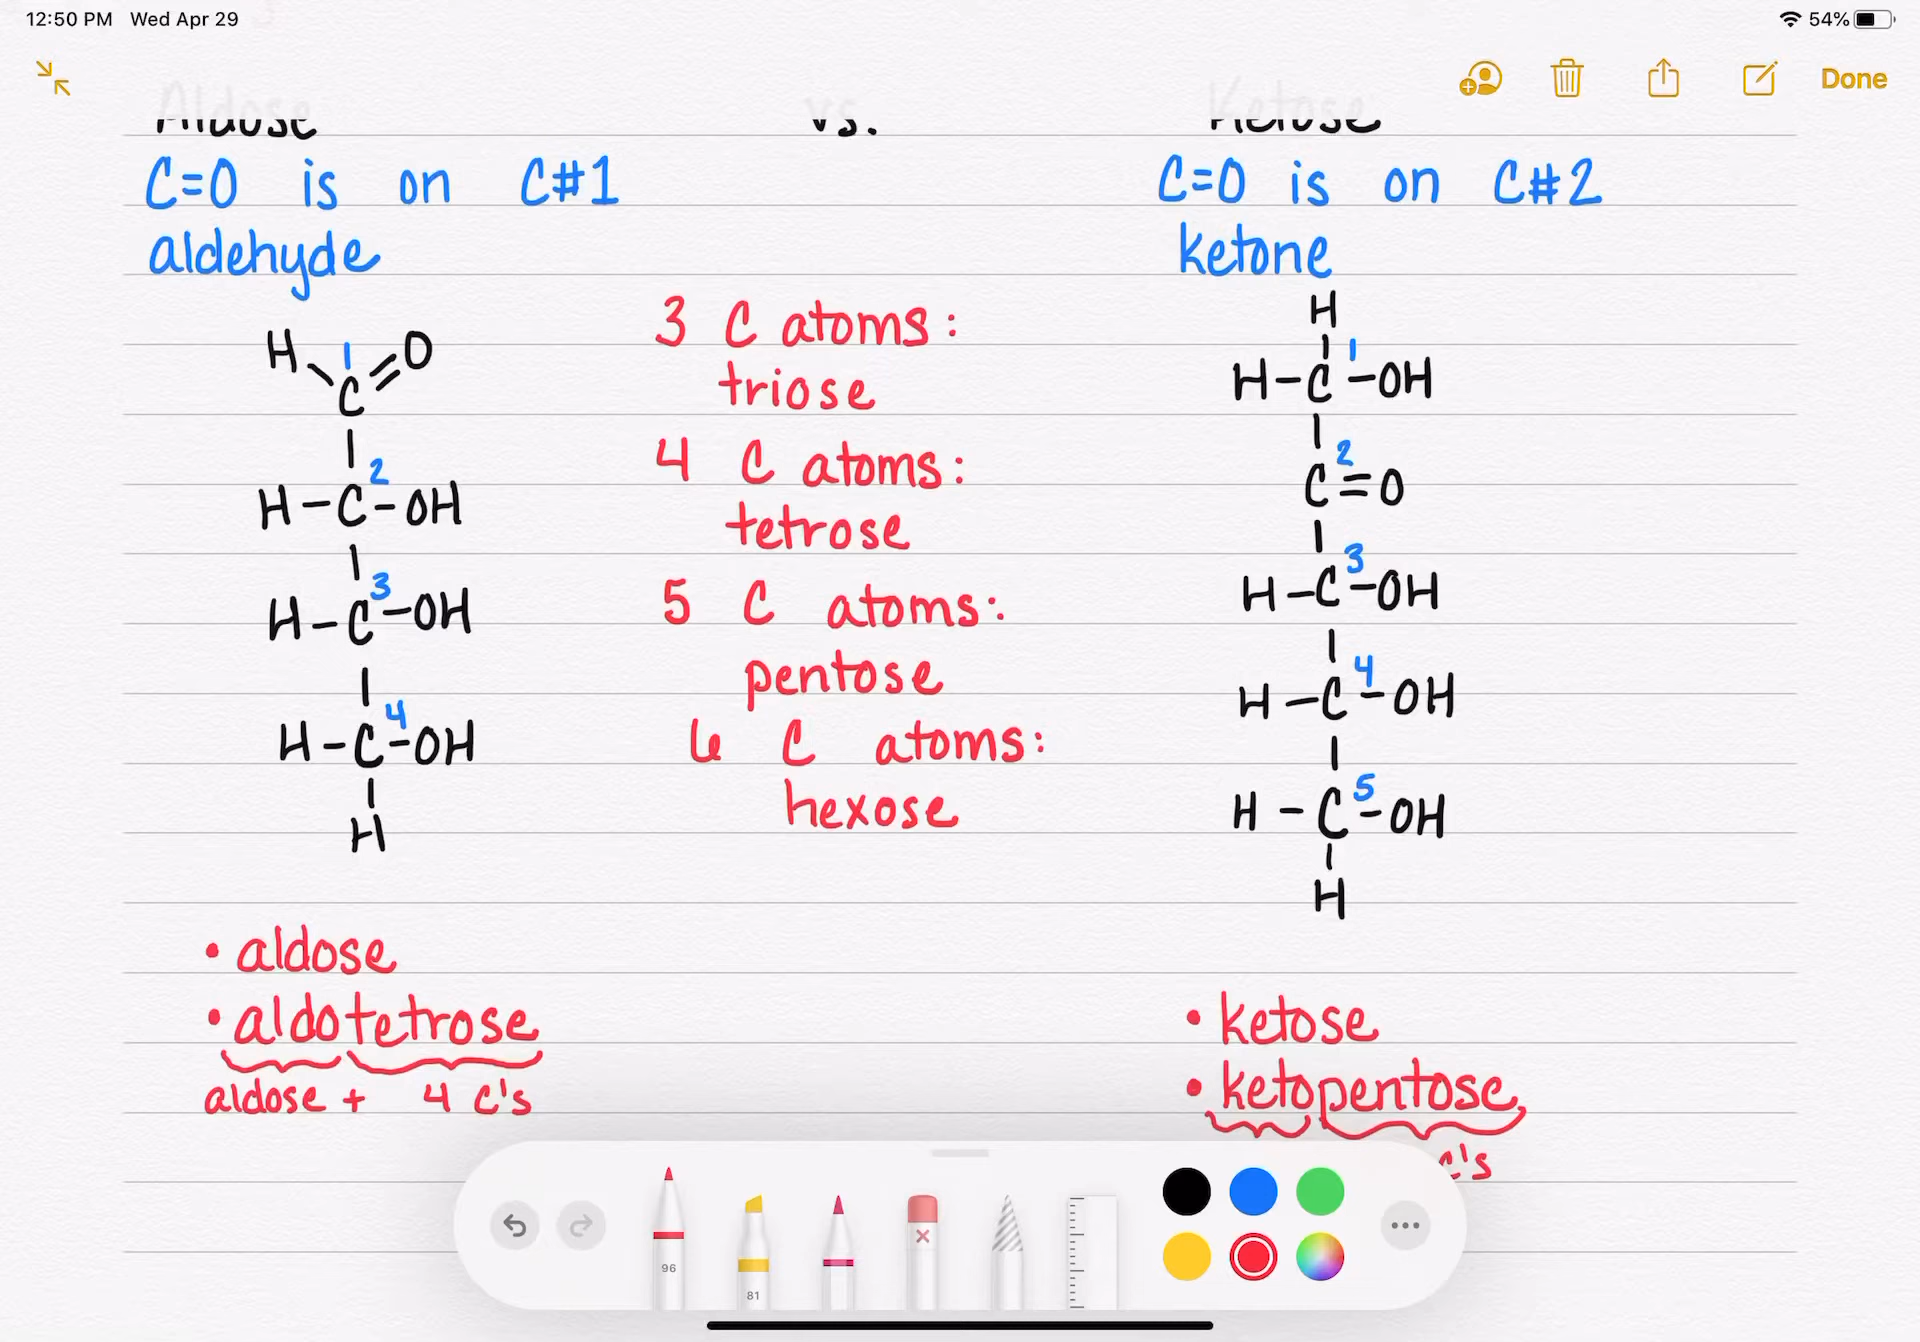 12:50 PM Wed Apr 29
54%
Done
Aldose vs. Ketose
C=O is on C#1
aldehyde
H 1 O
C
2
H-C-OH
3
H-C-OH
4
H-C-OH
H
3 C atoms:
triose
4 C atoms:
tetrose
5 C atoms:
pentose
6 C atoms:
hexose
C=O is on C#2
ketone
H
1
H-C-OH
2
C=O
3
H-C-OH
4
H-C-OH
5
H-C-OH
H
• aldose
• aldotetrose
aldose + 4 C's
• ketose
• ketopentose
c's
96
81